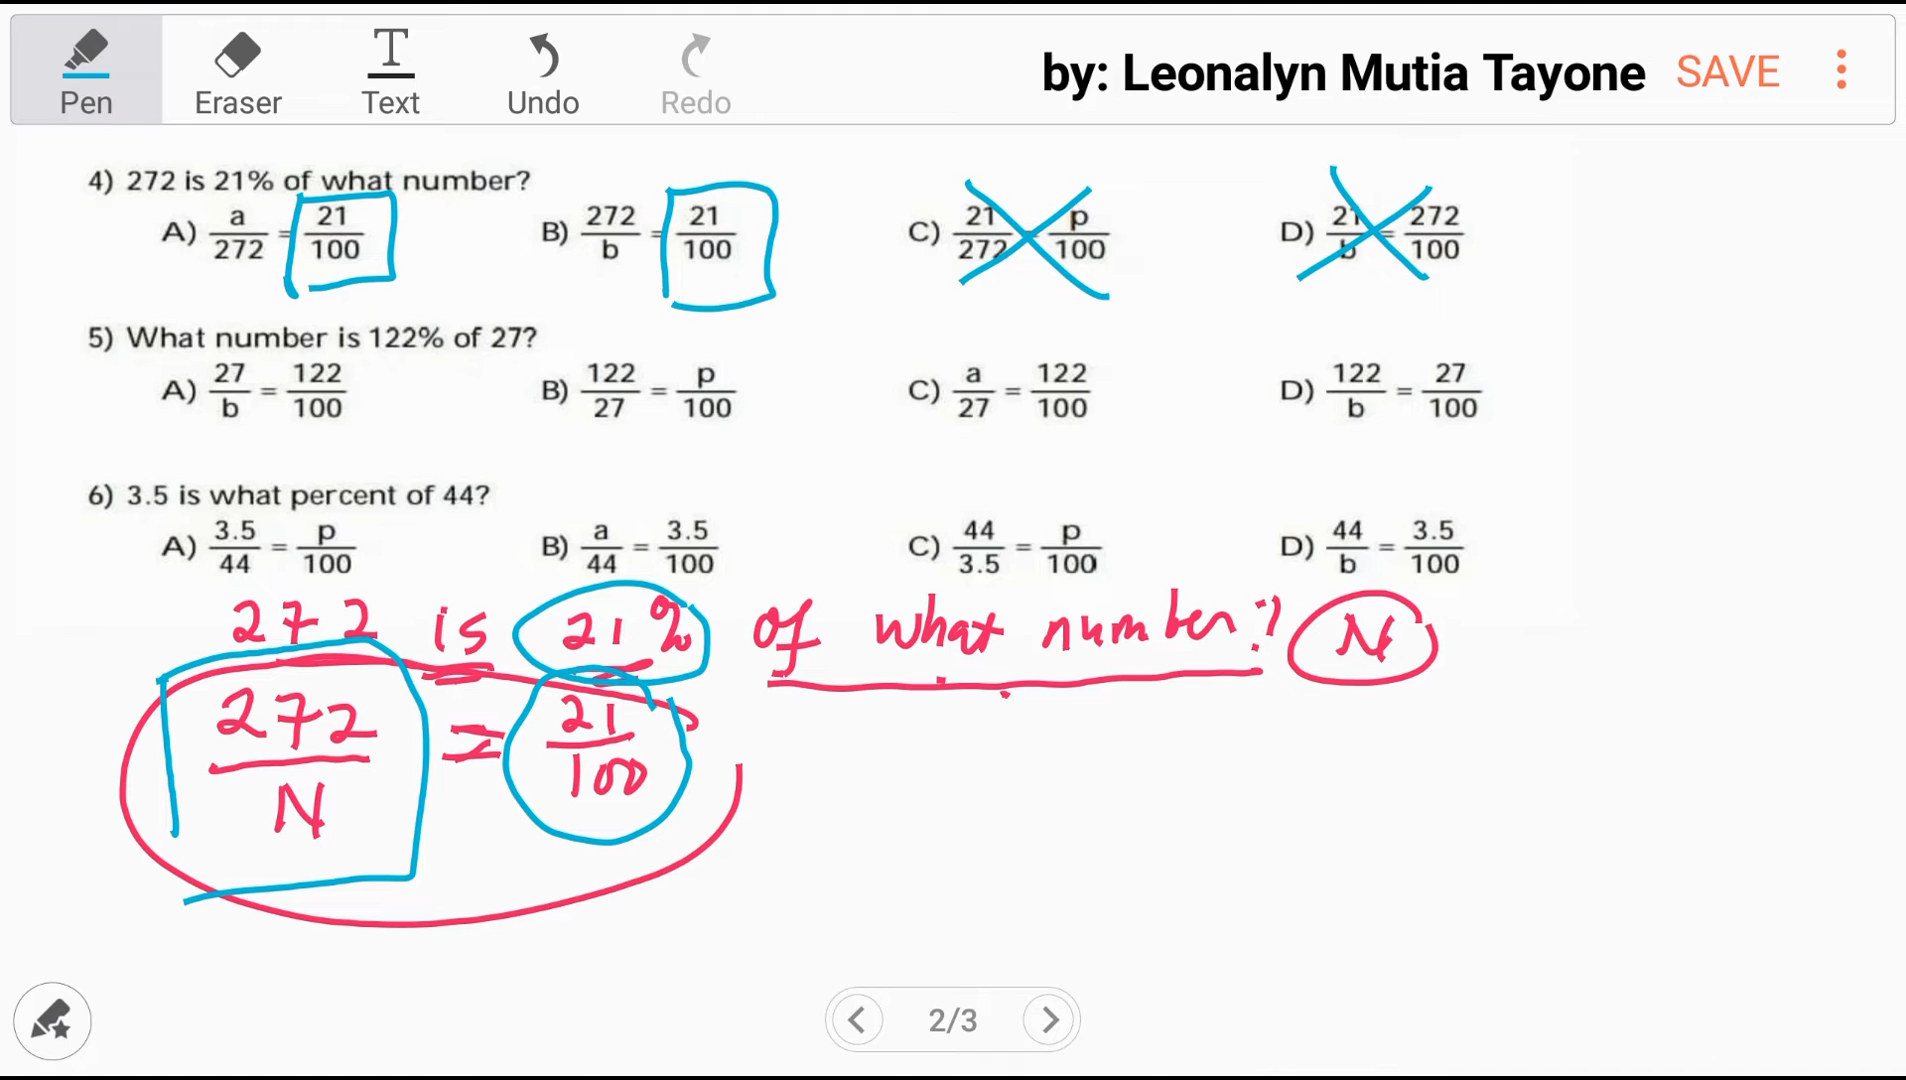 Pen
Eraser
Text
Undo
Redo
by: Leonalyn Mutia Tayone
SAVE
4) 272 is 21% of what number?
A) a/272 = 21/100 B) 272/b = 21/100 C) 21/272 = p/100 D) 21/b = 272/100
5) What number is 122% of 27?
A) 27/b = 122/100 B) 122/27 = p/100 C) a/27 = 122/100 D) 122/b = 27/100
6) 3.5 is what percent of 44?
A) 3.5/44 = p/100 B) a/44 = 3.5/100 C) 44/3.5 = p/100 D) 44/b = 3.5/100
272 is 21% of what number? N
272/N = 21/100
2/3